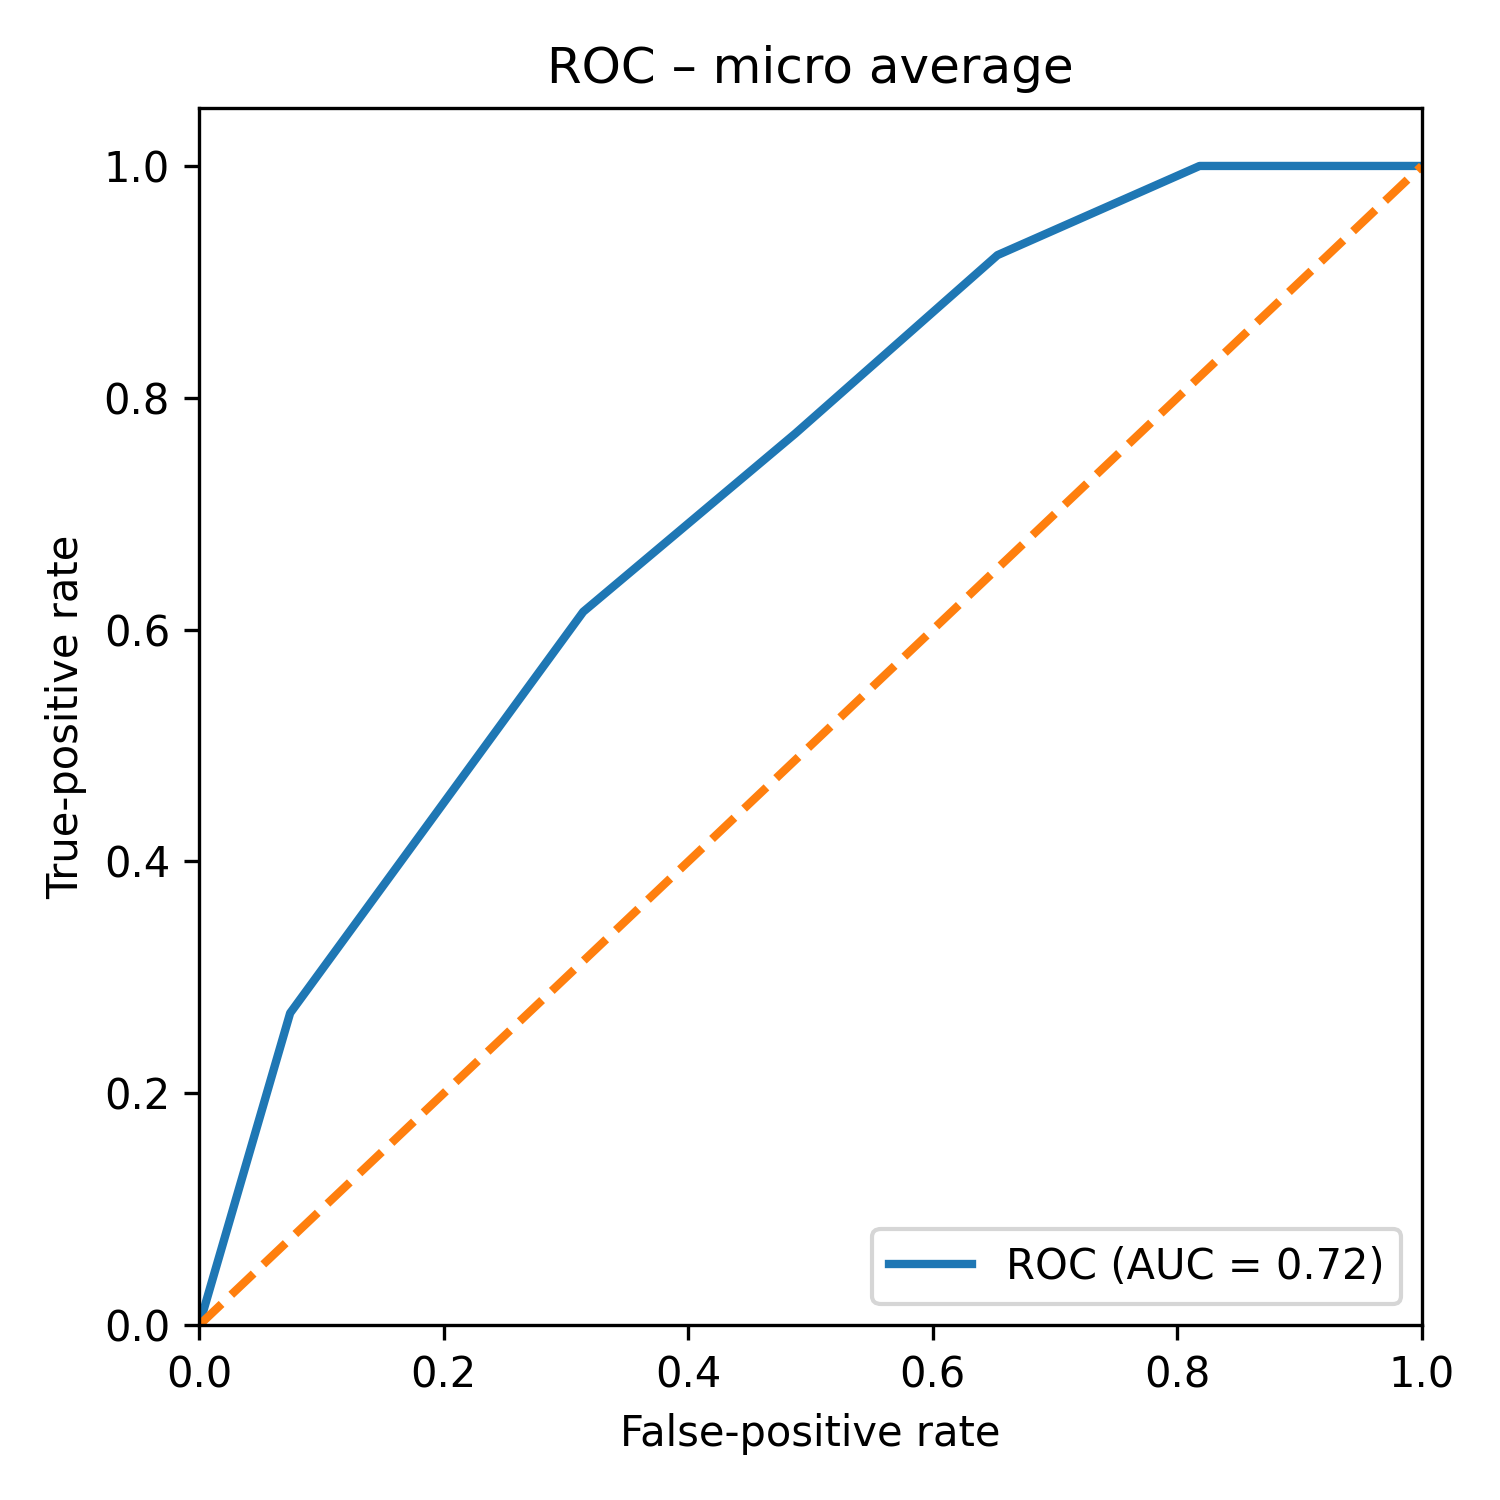 ROC – micro average
1.0
0.8
0.6
0.4
0.2
0.0
True-positive rate
ROC (AUC = 0.72)
0.0 0.2 0.4 0.6 0.8 1.0
False-positive rate